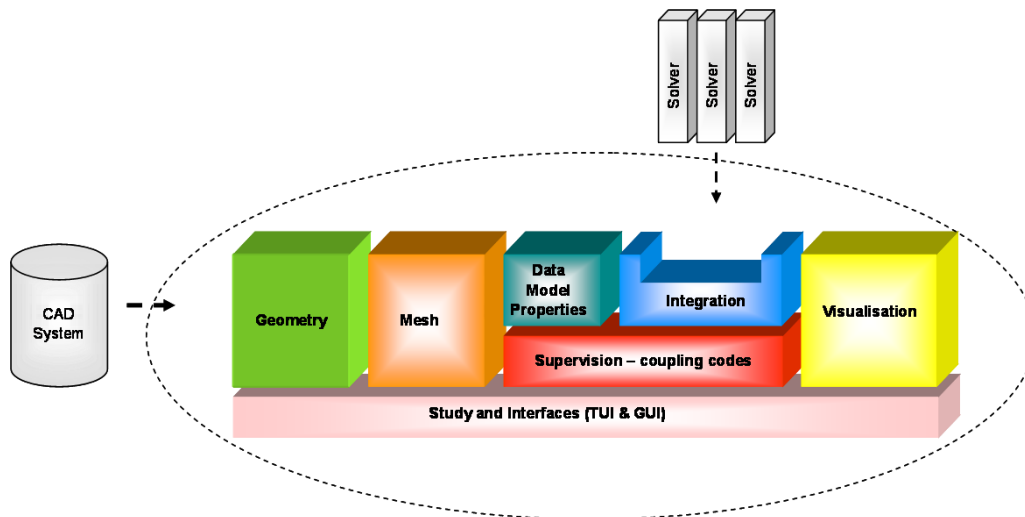 Solver
Solver
Solver
CAD
System
Geometry
Mesh
Data
Model
Properties
Integration
Visualisation
Supervision – coupling codes
Study and Interfaces (TUI & GUI)